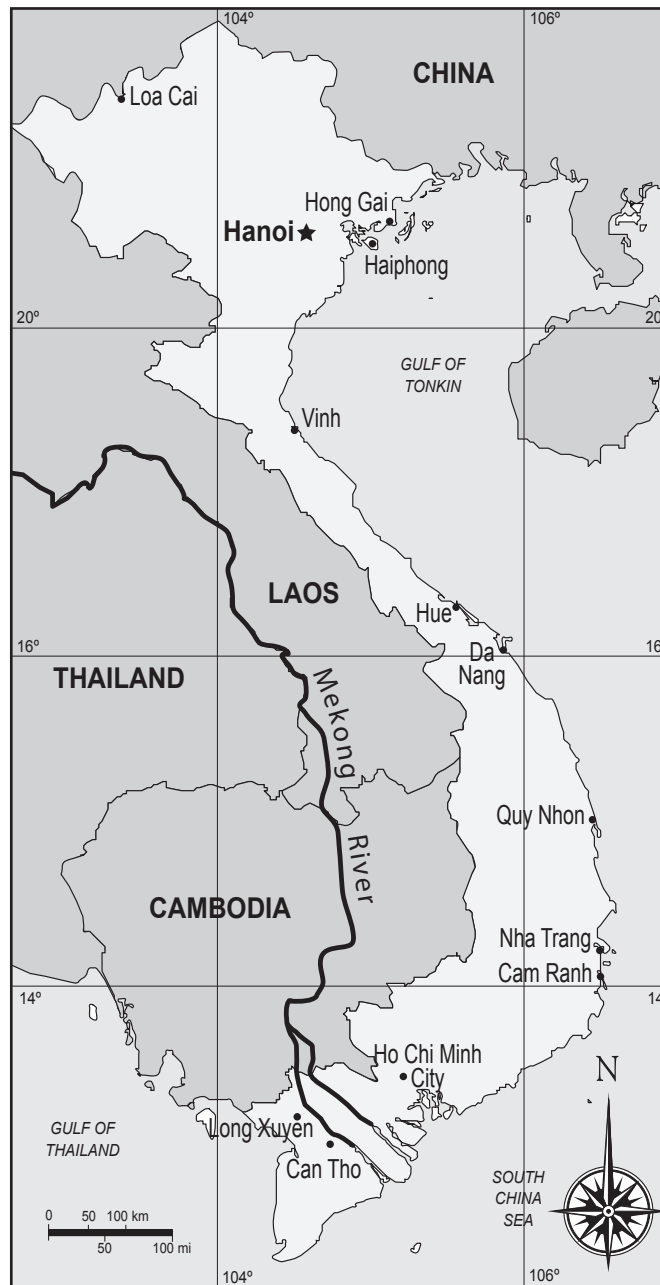 104º
106º
CHINA
Loa Cai
Hong Gai
Hanoi
Haiphong
20º
20
GULF OF
TONKIN
Vinh
LAOS
Hue
16º
16
Da
Nang
THAILAND
Mekong
River
Quy Nhon
CAMBODIA
Nha Trang
Cam Ranh
14º
14
Ho Chi Minh
City
N
GULF OF
THAILAND
Long Xuyen
Can Tho
SOUTH
CHINA
SEA
0 50 100 km
50 100 mi
104º
106º